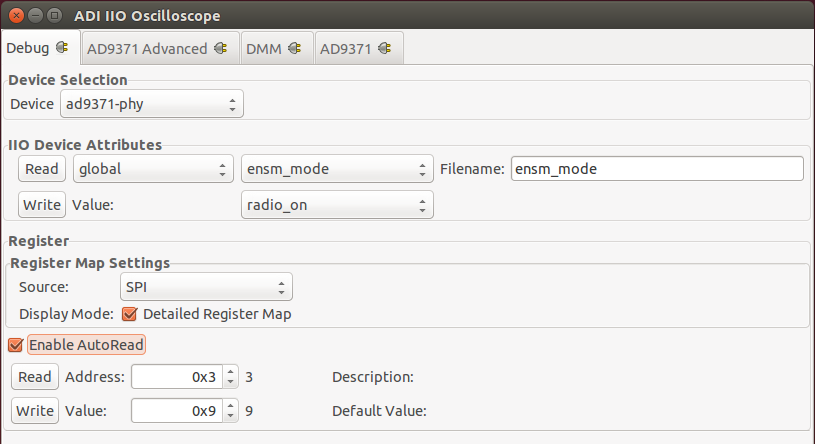 ADI IIO Oscilloscope
Debug AD9371 Advanced DMM AD9371
Device Selection
Device ad9371-phy
IIO Device Attributes
Read global ensm_mode Filename: ensm_mode
Write Value: radio_on
Register
Register Map Settings
Source: SPI
Display Mode: Detailed Register Map
Enable AutoRead
Read Address: 0x3 3 Description:
Write Value: 0x9 9 Default Value: